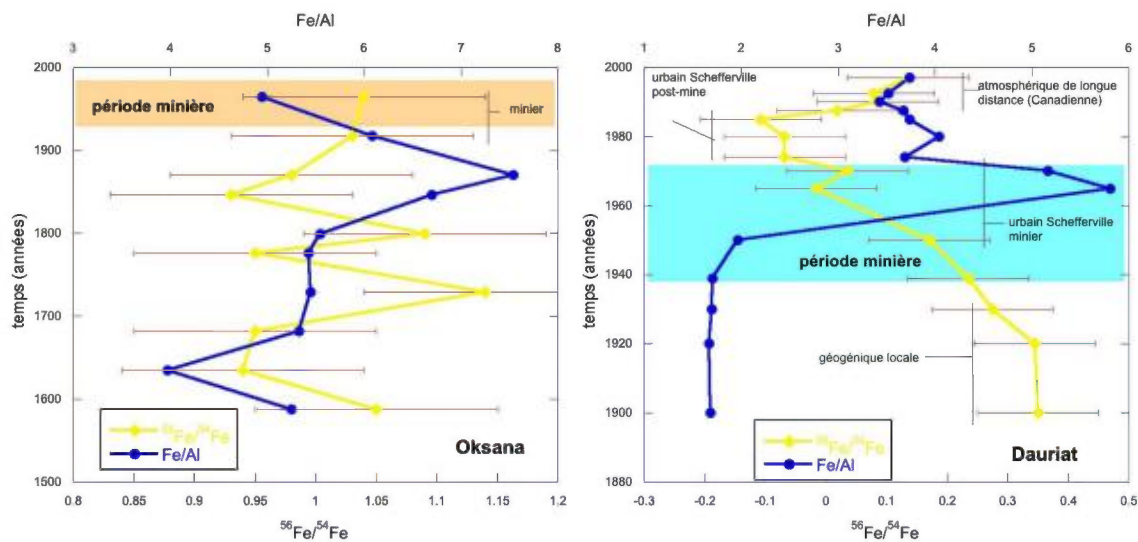 Fe/Al
3 4 5 6 7 8
2000
1900
1800
1700
1600
1500
temps (années)
période minière
minier
⁵⁶Fe/⁵⁴Fe
Fe/Al
Oksana
0.8 0.85 0.9 0.95 1 1.05 1.1 1.15 1.2
⁵⁶Fe/⁵⁴Fe
Fe/Al
1 2 3 4 5 6
2000
1980
1960
1940
1920
1900
1880
temps (années)
urbain Schefferville
post-mine
atmosphérique de longue
distance (Canadienne)
urbain Schefferville
minier
période minière
géogénique locale
⁵⁶Fe/⁵⁴Fe
Fe/Al
Dauriat
-0.3 -0.2 -0.1 0 0.1 0.2 0.3 0.4 0.5
⁵⁶Fe/⁵⁴Fe